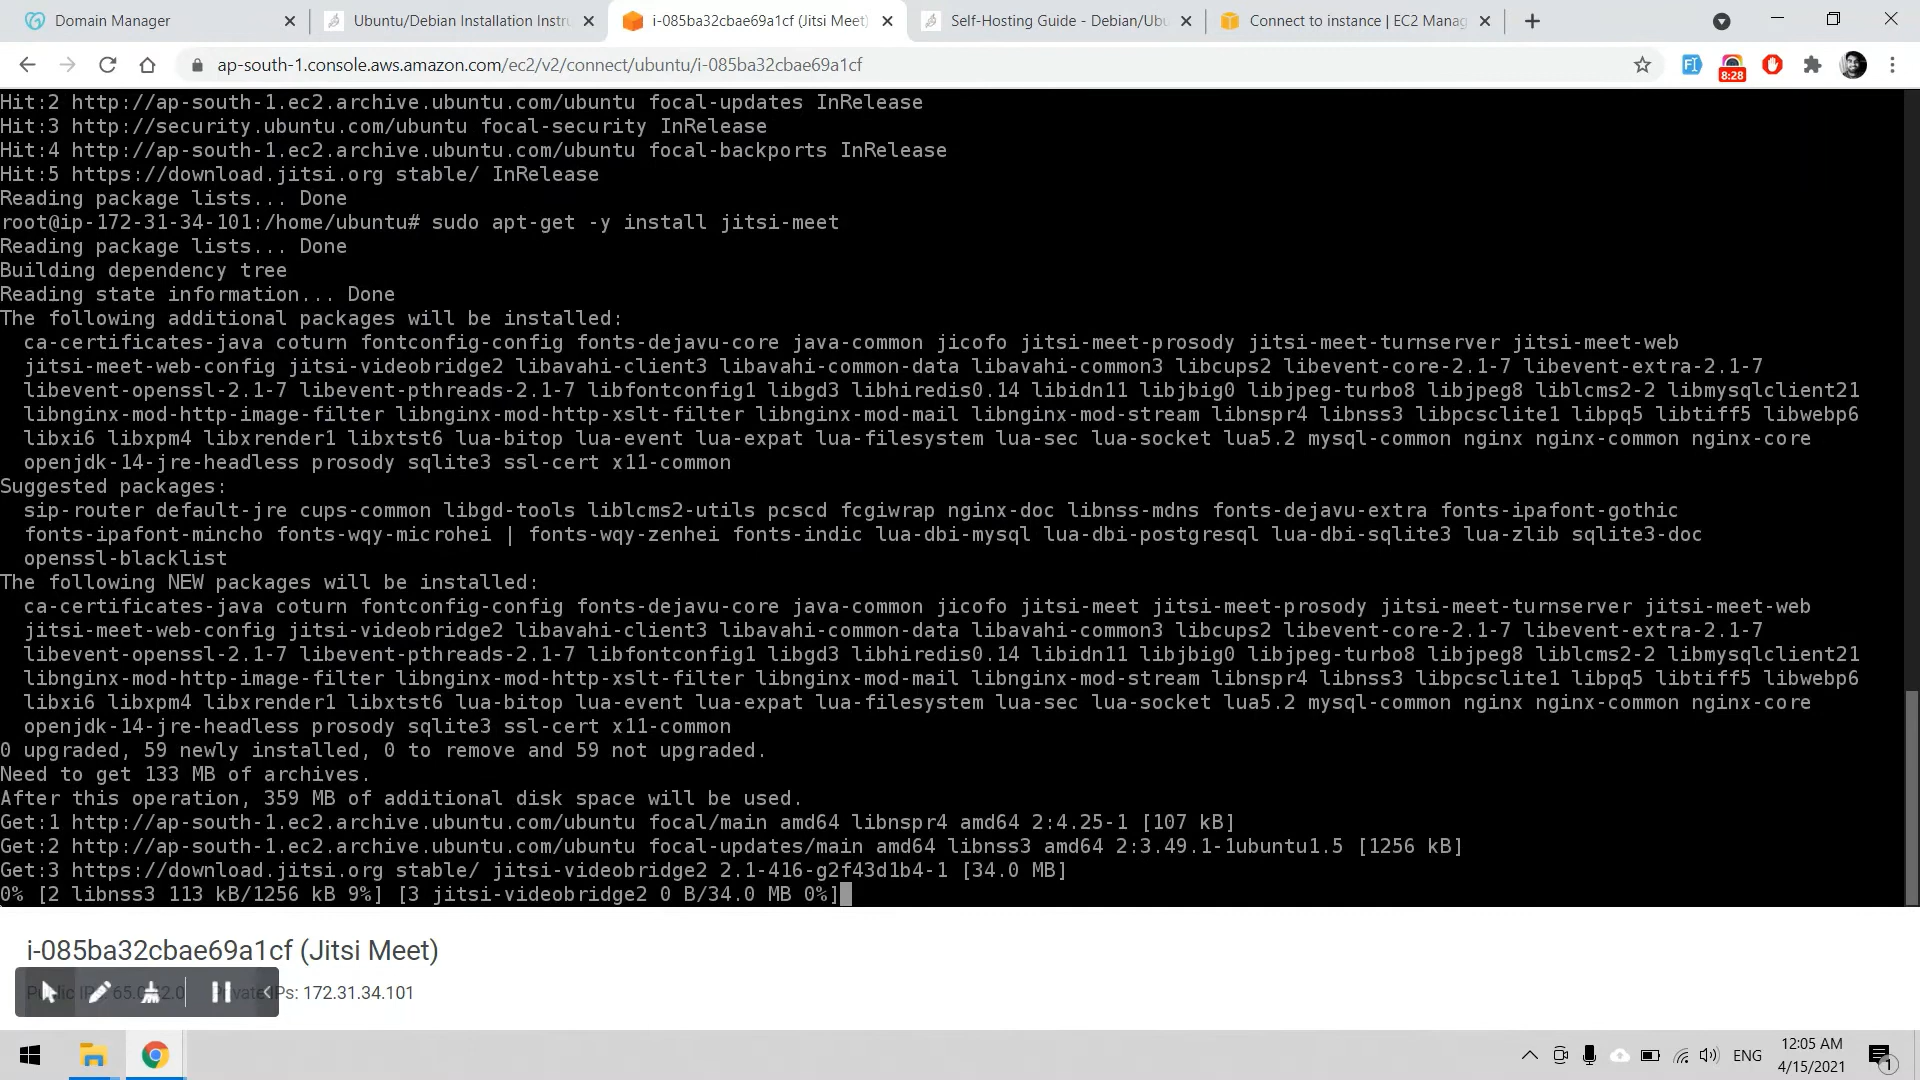 Domain Manager
Ubuntu/Debian Installation Instru
i-085ba32cbae69a1cf (Jitsi Meet)
Self-Hosting Guide - Debian/Ubu
Connect to instance | EC2 Manag
ap-south-1.console.aws.amazon.com/ec2/v2/connect/ubuntu/i-085ba32cbae69a1cf
8:28
Hit:2 http://ap-south-1.ec2.archive.ubuntu.com/ubuntu focal-updates InRelease
Hit:3 http://security.ubuntu.com/ubuntu focal-security InRelease
Hit:4 http://ap-south-1.ec2.archive.ubuntu.com/ubuntu focal-backports InRelease
Hit:5 https://download.jitsi.org stable/ InRelease
Reading package lists... Done
root@ip-172-31-34-101:/home/ubuntu# sudo apt-get -y install jitsi-meet
Reading package lists... Done
Building dependency tree
Reading state information... Done
The following additional packages will be installed:
ca-certificates-java coturn fontconfig-config fonts-dejavu-core java-common jicofo jitsi-meet-prosody jitsi-meet-turnserver jitsi-meet-web
jitsi-meet-web-config jitsi-videobridge2 libavahi-client3 libavahi-common-data libavahi-common3 libcups2 libevent-core-2.1-7 libevent-extra-2.1-7
libevent-openssl-2.1-7 libevent-pthreads-2.1-7 libfontconfig1 libgd3 libhiredis0.14 libidn11 libjbig0 libjpeg-turbo8 libjpeg8 liblcms2-2 libmysqlclient21
libnginx-mod-http-image-filter libnginx-mod-http-xslt-filter libnginx-mod-mail libnginx-mod-stream libnspr4 libnss3 libpcsclite1 libpq5 libtiff5 libwebp6
libxi6 libxpm4 libxrender1 libxtst6 lua-bitop lua-event lua-expat lua-filesystem lua-sec lua-socket lua5.2 mysql-common nginx nginx-common nginx-core
openjdk-14-jre-headless prosody sqlite3 ssl-cert x11-common
Suggested packages:
sip-router default-jre cups-common libgd-tools liblcms2-utils pcscd fcgiwrap nginx-doc libnss-mdns fonts-dejavu-extra fonts-ipafont-gothic
fonts-ipafont-mincho fonts-wqy-microhei | fonts-wqy-zenhei fonts-indic lua-dbi-mysql lua-dbi-postgresql lua-dbi-sqlite3 lua-zlib sqlite3-doc
openssl-blacklist
The following NEW packages will be installed:
ca-certificates-java coturn fontconfig-config fonts-dejavu-core java-common jicofo jitsi-meet jitsi-meet-prosody jitsi-meet-turnserver jitsi-meet-web
jitsi-meet-web-config jitsi-videobridge2 libavahi-client3 libavahi-common-data libavahi-common3 libcups2 libevent-core-2.1-7 libevent-extra-2.1-7
libevent-openssl-2.1-7 libevent-pthreads-2.1-7 libfontconfig1 libgd3 libhiredis0.14 libidn11 libjbig0 libjpeg-turbo8 libjpeg8 liblcms2-2 libmysqlclient21
libnginx-mod-http-image-filter libnginx-mod-http-xslt-filter libnginx-mod-mail libnginx-mod-stream libnspr4 libnss3 libpcsclite1 libpq5 libtiff5 libwebp6
libxi6 libxpm4 libxrender1 libxtst6 lua-bitop lua-event lua-expat lua-filesystem lua-sec lua-socket lua5.2 mysql-common nginx nginx-common nginx-core
openjdk-14-jre-headless prosody sqlite3 ssl-cert x11-common
0 upgraded, 59 newly installed, 0 to remove and 59 not upgraded.
Need to get 133 MB of archives.
After this operation, 359 MB of additional disk space will be used.
Get:1 http://ap-south-1.ec2.archive.ubuntu.com/ubuntu focal/main amd64 libnspr4 amd64 2:4.25-1 [107 kB]
Get:2 http://ap-south-1.ec2.archive.ubuntu.com/ubuntu focal-updates/main amd64 libnss3 amd64 2:3.49.1-1ubuntu1.5 [1256 kB]
Get:3 https://download.jitsi.org stable/ jitsi-videobridge2 2.1-416-g2f43d1b4-1 [34.0 MB]
0% [2 libnss3 113 kB/1256 kB 9%] [3 jitsi-videobridge2 0 B/34.0 MB 0%]
i-085ba32cbae69a1cf (Jitsi Meet)
IPs: 172.31.34.101
ENG
12:05 AM
4/15/2021
1